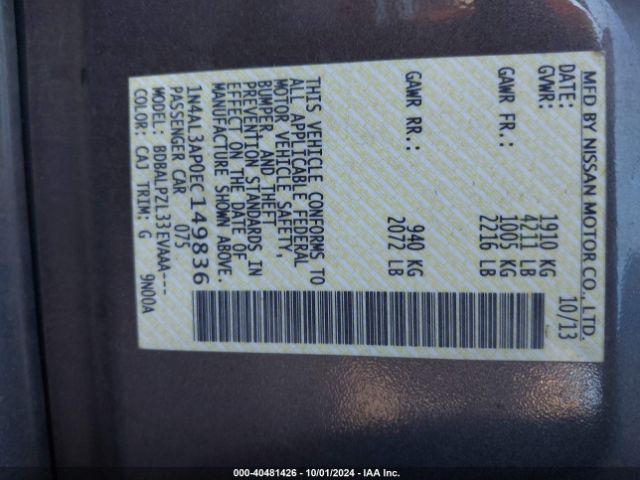 MFD BY NISSAN MOTOR CO., LTD.
DATE: 10/13
GVWR: 1910 KG
4211 LB
GAWR FR: 1005 KG
2216 LB
GAWR RR: 940 KG
2072 LB
THIS VEHICLE CONFORMS TO
ALL APPLICABLE FEDERAL
MOTOR VEHICLE SAFETY,
BUMPER, AND THEFT
PREVENTION STANDARDS IN
EFFECT ON THE DATE OF
MANUFACTURE SHOWN ABOVE.
1N4AL3AP0EC149836
PASSENGER CAR 075
MODEL: BDBALPZL33EVAAA---
COLOR: CAJ TRIM: G 9N00A
000-40481426 - 10/01/2024 - IAA Inc.